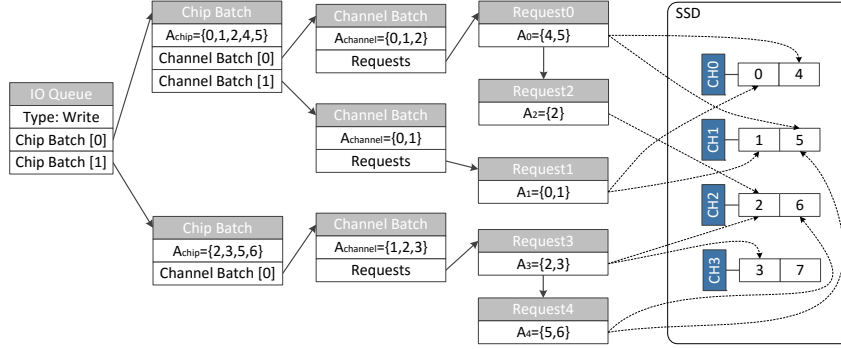 IO Queue
Type: Write
Chip Batch [0]
Chip Batch [1]
Chip Batch
Achip={0,1,2,4,5}
Channel Batch [0]
Channel Batch [1]
Chip Batch
Achip={2,3,5,6}
Channel Batch [0]
Channel Batch
Achannel={0,1,2}
Requests
Channel Batch
Achannel={0,1}
Requests
Channel Batch
Achannel={1,2,3}
Requests
Request0
A0={4,5}
Request2
A2={2}
Request1
A1={0,1}
Request3
A3={2,3}
Request4
A4={5,6}
SSD
CH0
0 4
CH1
1 5
CH2
2 6
CH3
3 7